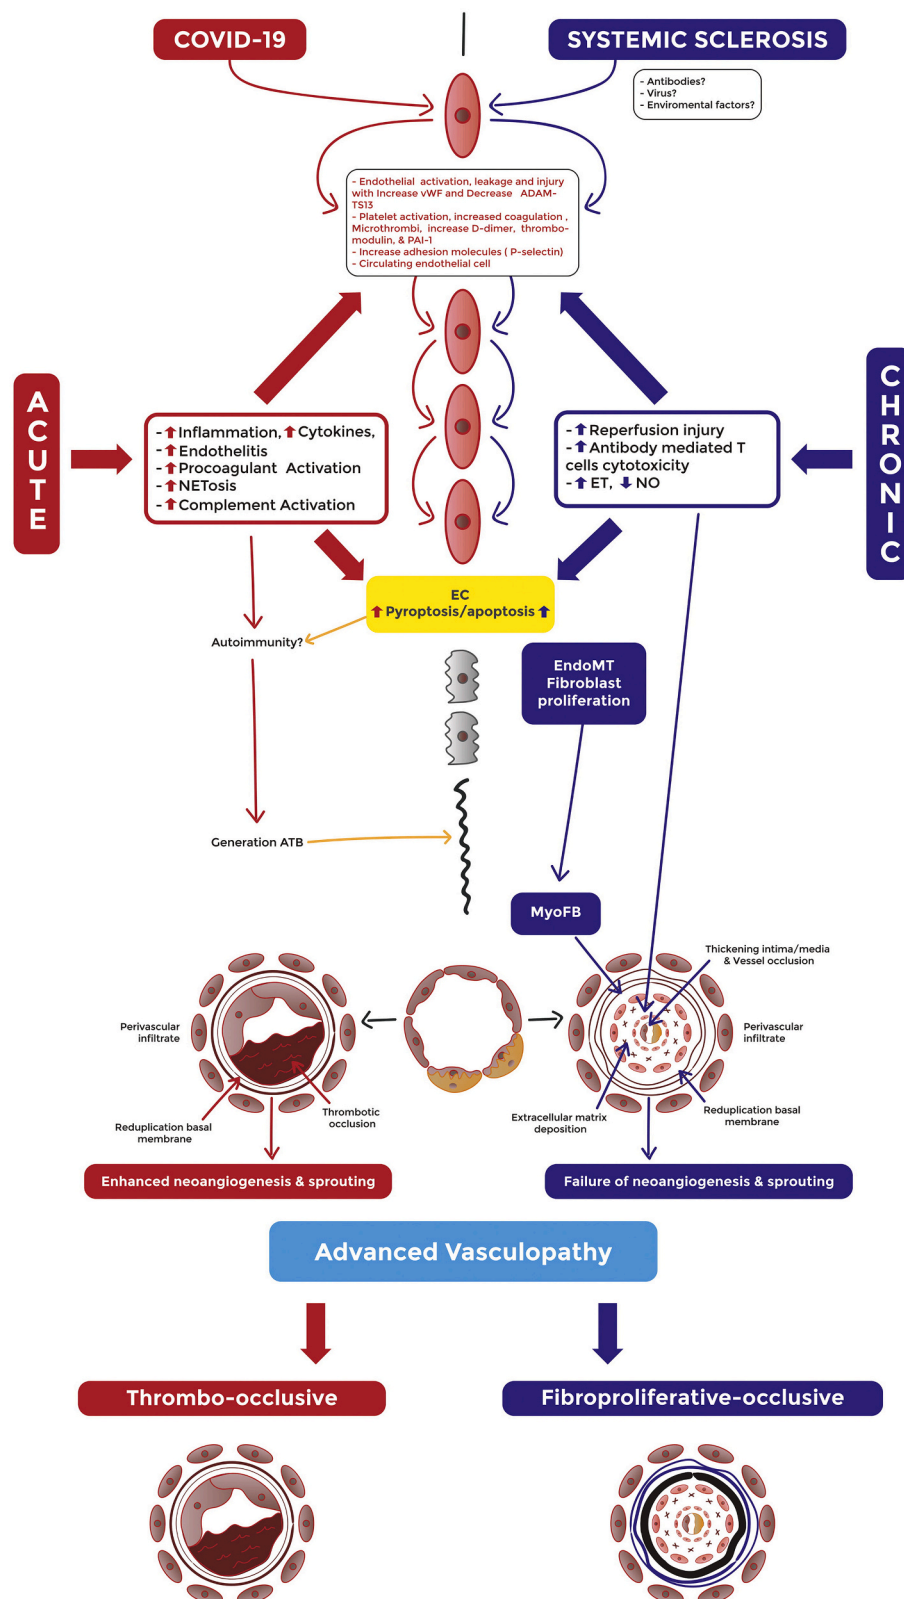 COVID-19
SYSTEMIC SCLEROSIS
- Antibodies?
- Virus?
- Enviromental factors?
- Endothelial activation, leakage and injury
with Increase vWF and Decrease ADAM-
TS13
- Platelet activation, increased coagulation ,
Microthrombi, increase D-dimer, thrombo-
modulin, & PAI-1
- Increase adhesion molecules ( P-selectin)
- Circulating endothelial cell
ACUTE
- ⬆Inflammation, ⬆Cytokines,
- ⬆Endothelitis
- ⬆Procoagulant Activation
- ⬆NETosis
- ⬆Complement Activation
- ⬆Reperfusion injury
- ⬆Antibody mediated T
cells cytotoxicity
- ⬆ET, ⬇NO
CHRONIC
EC
⬆Pyroptosis/apoptosis⬆
Autoimmunity?
EndoMT
Fibroblast
proliferation
Generation ATB
MyoFB
Thickening intima/media
& Vessel occlusion
Perivascular
infiltrate
Perivascular
infiltrate
Reduplication basal
membrane
Thrombotic
occlusion
Extracellular matrix
deposition
Reduplication basal
membrane
Enhanced neoangiogenesis & sprouting
Failure of neoangiogenesis & sprouting
Advanced Vasculopathy
Thrombo-occlusive
Fibroproliferative-occlusive